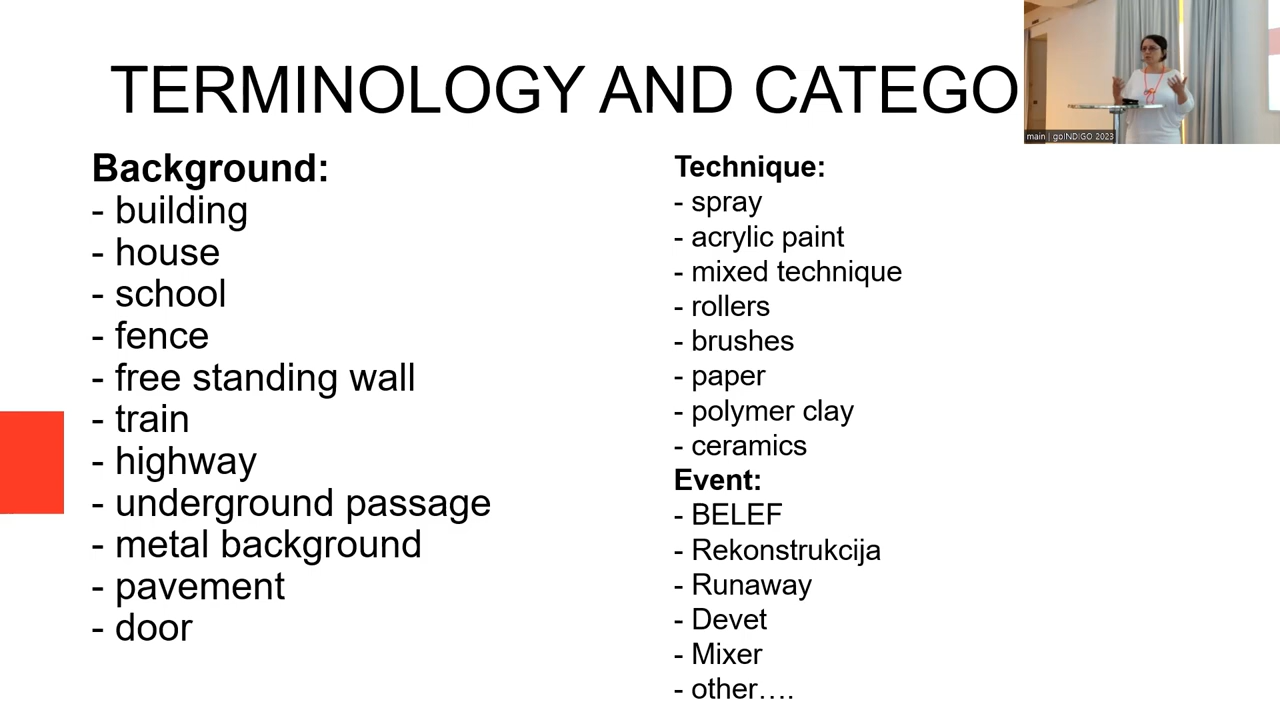 TERMINOLOGY AND CATEGO
main | goINDIGO 2023
Background:
- building
- house
- school
- fence
- free standing wall
- train
- highway
- underground passage
- metal background
- pavement
- door
Technique:
- spray
- acrylic paint
- mixed technique
- rollers
- brushes
- paper
- polymer clay
- ceramics
Event:
- BELEF
- Rekonstrukcija
- Runaway
- Devet
- Mixer
- other….